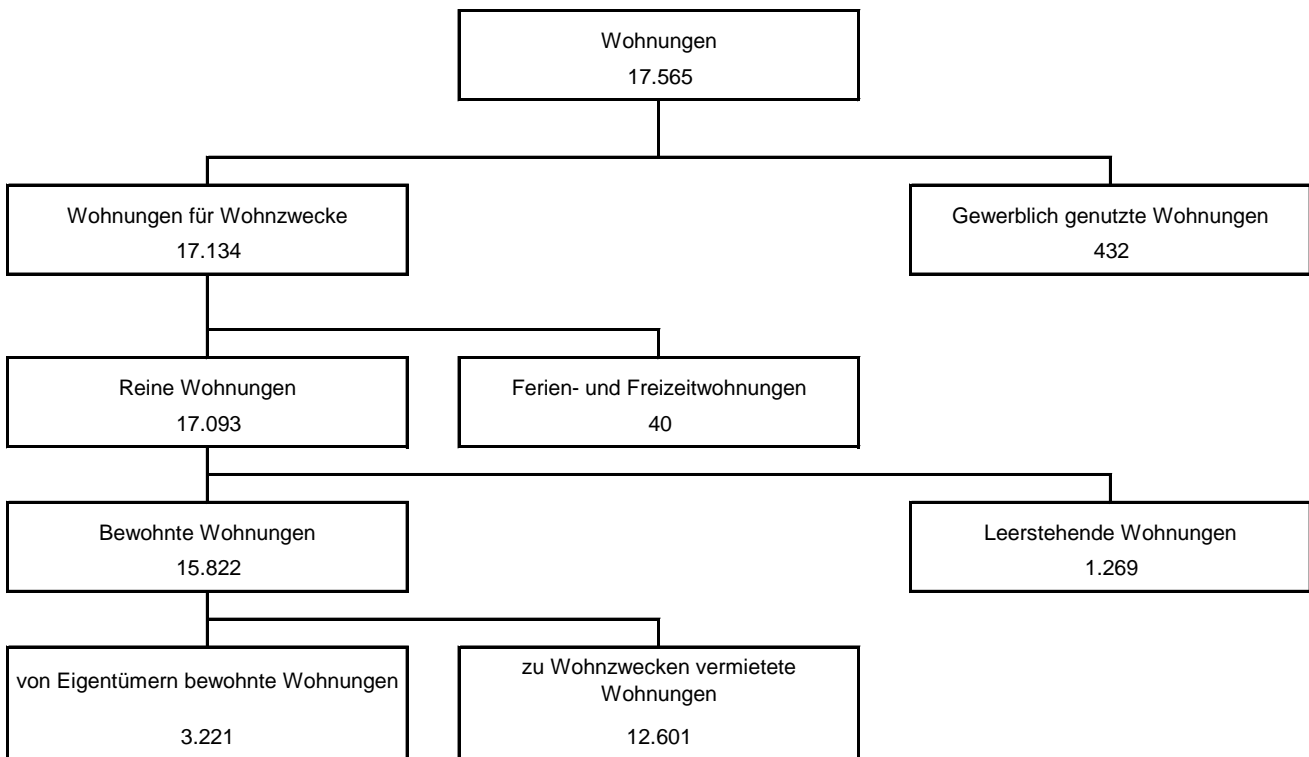 Wohnungen
17.565
Wohnungen für Wohnzwecke
17.134
Gewerblich genutzte Wohnungen
432
Reine Wohnungen
17.093
Ferien- und Freizeitwohnungen
40
Bewohnte Wohnungen
15.822
Leerstehende Wohnungen
1.269
von Eigentümern bewohnte Wohnungen
3.221
zu Wohnzwecken vermietete
Wohnungen
12.601